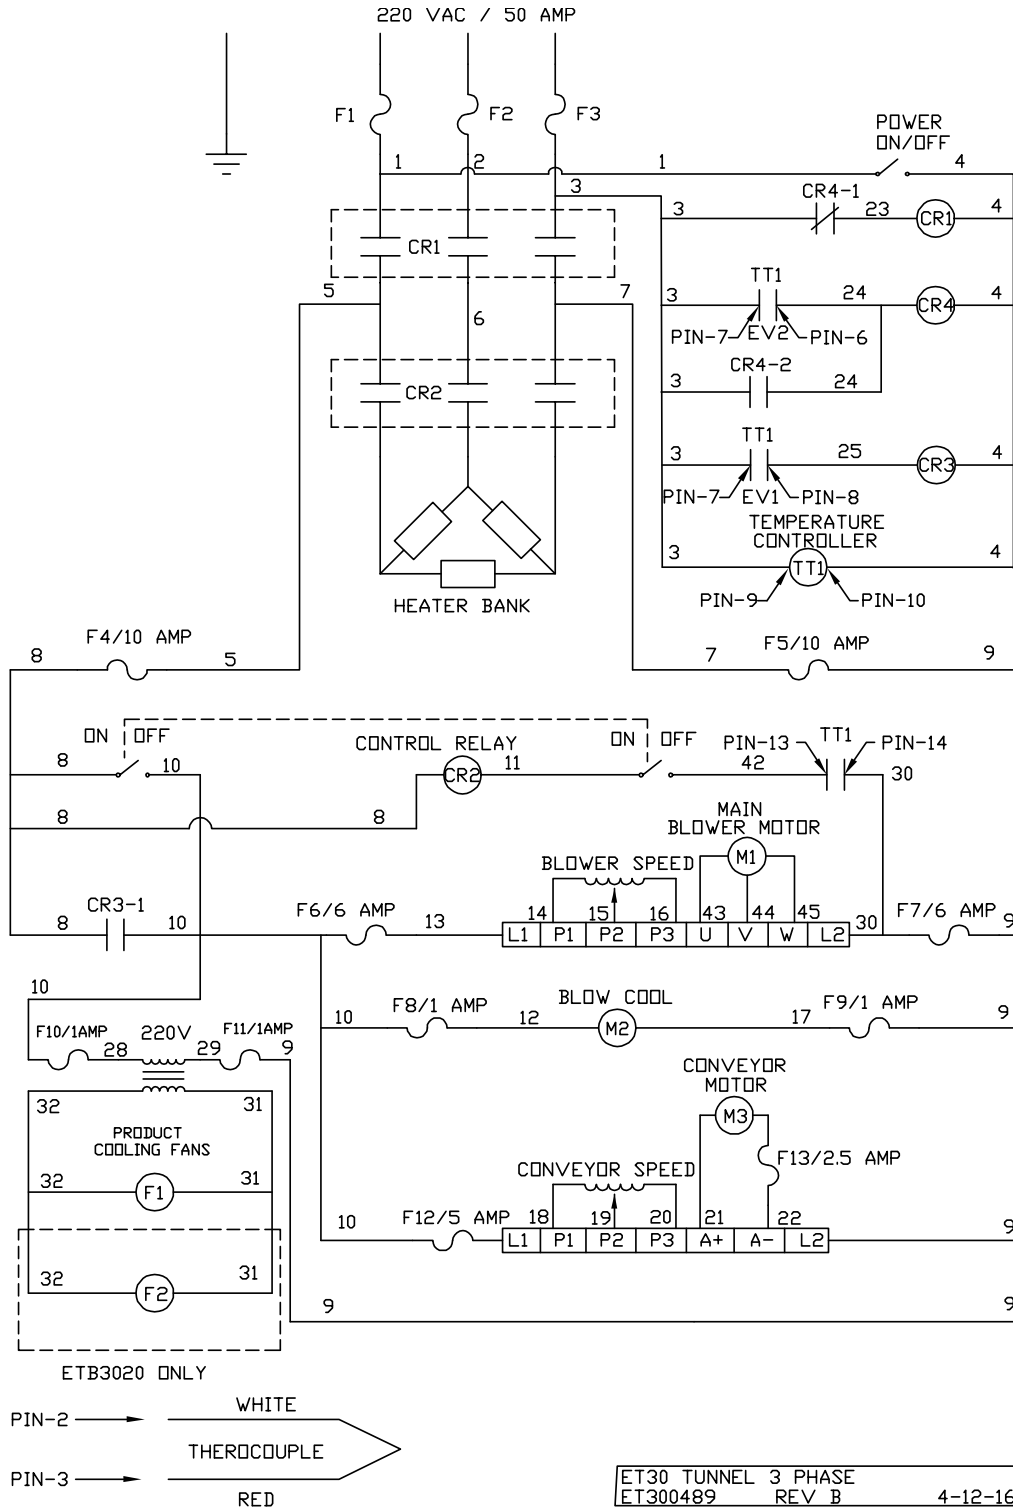 220 VAC / 50 AMP
F1
F2
F3
POWER
ON/OFF
1
2
1
4
3
CR4-1
3
23
CR1
4
CR1
5
7
6
TT1
3
24
CR4
4
PIN-7
EV2
PIN-6
CR4-2
3
24
CR2
TT1
3
25
CR3
4
PIN-7
EV1
PIN-8
TEMPERATURE
CONTROLLER
3
TT1
4
PIN-9
PIN-10
HEATER BANK
F4/10 AMP
8
5
7
F5/10 AMP
9
ON
OFF
CONTROL RELAY
ON
OFF
PIN-13
TT1
PIN-14
8
10
CR2
11
42
30
8
8
MAIN
BLOWER MOTOR
M1
BLOWER SPEED
CR3-1
8
10
F6/6 AMP
13
14
15
16
43
44
45
30
F7/6 AMP
9
L1
P1
P2
P3
U
V
W
L2
10
BLOW COOL
F10/1AMP
220V
F11/1AMP
10
F8/1 AMP
12
M2
17
F9/1 AMP
9
28
29
9
CONVEYOR
MOTOR
32
31
M3
PRODUCT
COOLING FANS
F13/2.5 AMP
32
F1
31
CONVEYOR SPEED
10
F12/5 AMP
18
19
20
21
22
9
L1
P1
P2
P3
A+
A-
L2
32
F2
31
9
9
ETB3020 ONLY
PIN-2
WHITE
THEROCOUPLE
PIN-3
RED
ET30 TUNNEL 3 PHASE
ET300489 REV B 4-12-16